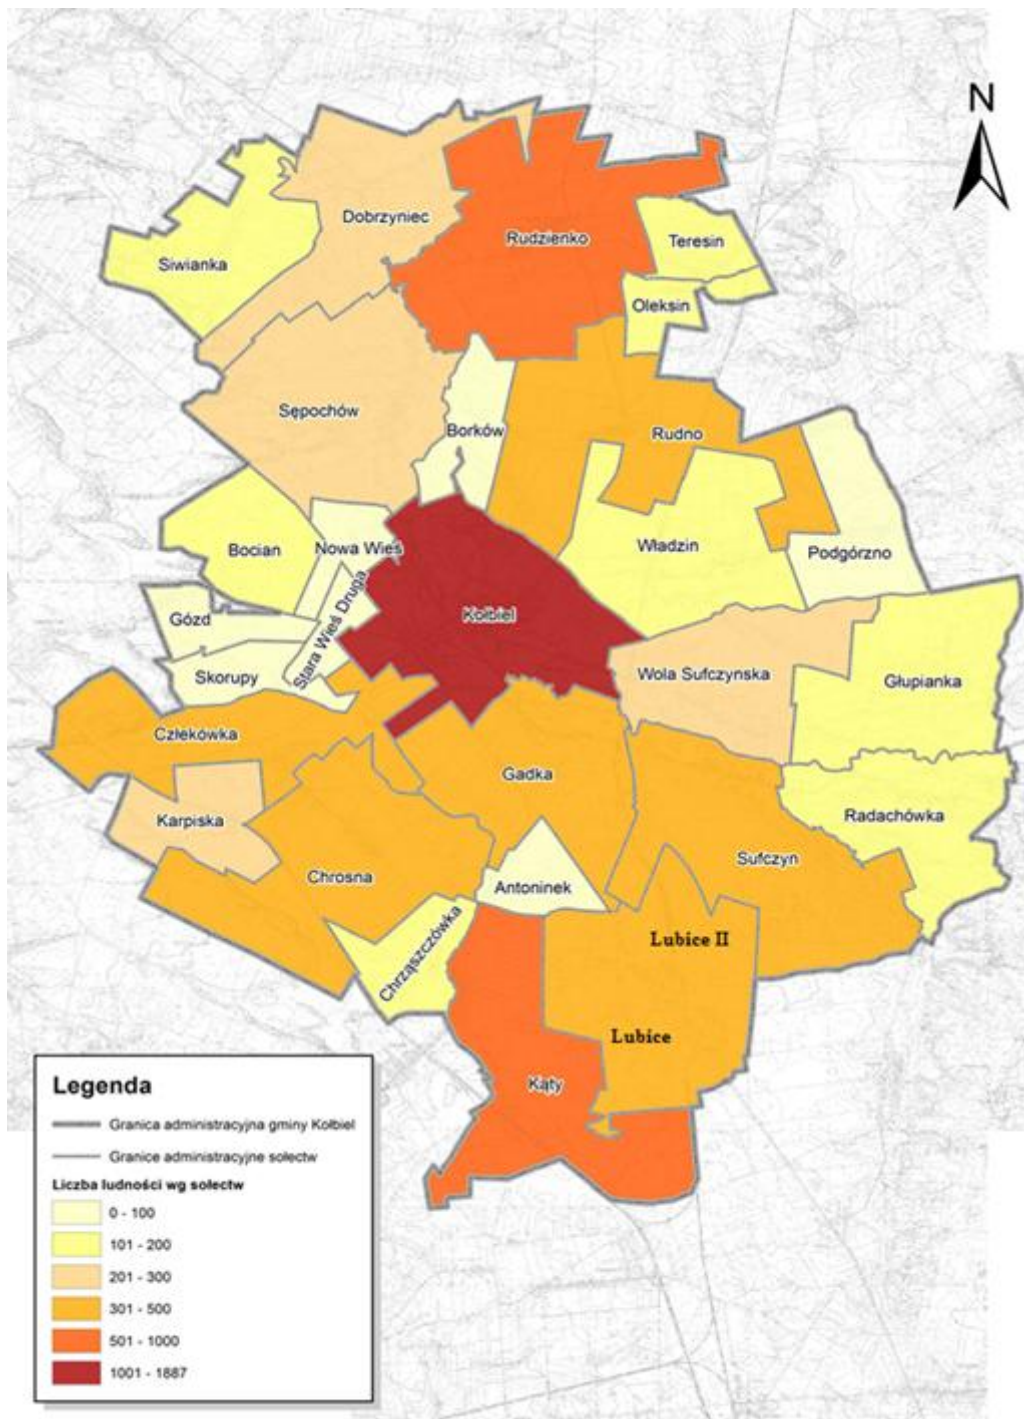 N
Dobrzyniec
Rudzienko
Teresin
Siwianka
Oleksin
Sępochów
Borków
Rudno
Bocian
Nowa Wieś
Władzin
Podgórzno
Kołbiel
Gózd
Stara Wieś Druga
Skorupy
Wola Sufczynska
Głupianka
Człekówka
Gadka
Karpiska
Radachówka
Sufczyn
Chrosna
Antoninek
Chrząszczówka
Lubice II
Lubice
Kąty
Legenda
Granica administracyjna gminy Kołbiel
Granice administracyjne sołectw
Liczba ludności wg sołectw
0 - 100
101 - 200
201 - 300
301 - 500
501 - 1000
1001 - 1887